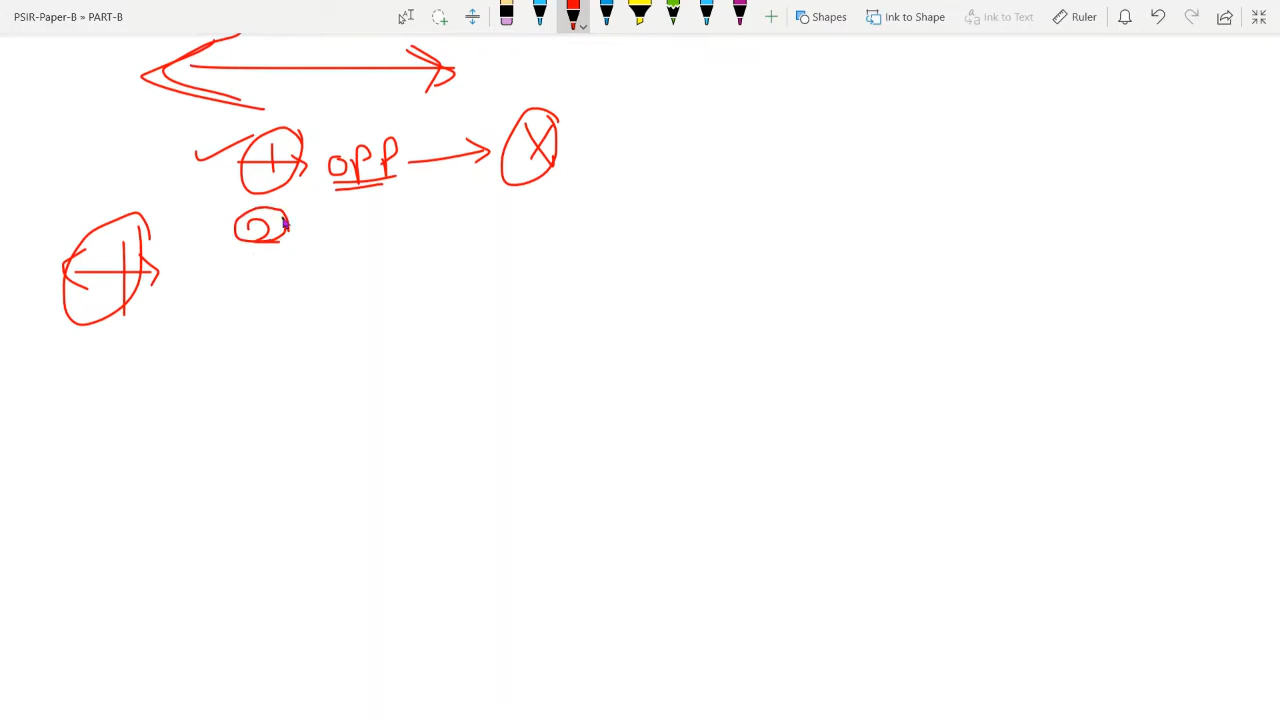 PSIR-Paper-B » PART-B
Shapes
Ink to Shape
Ink to Text
Ruler
opp
2